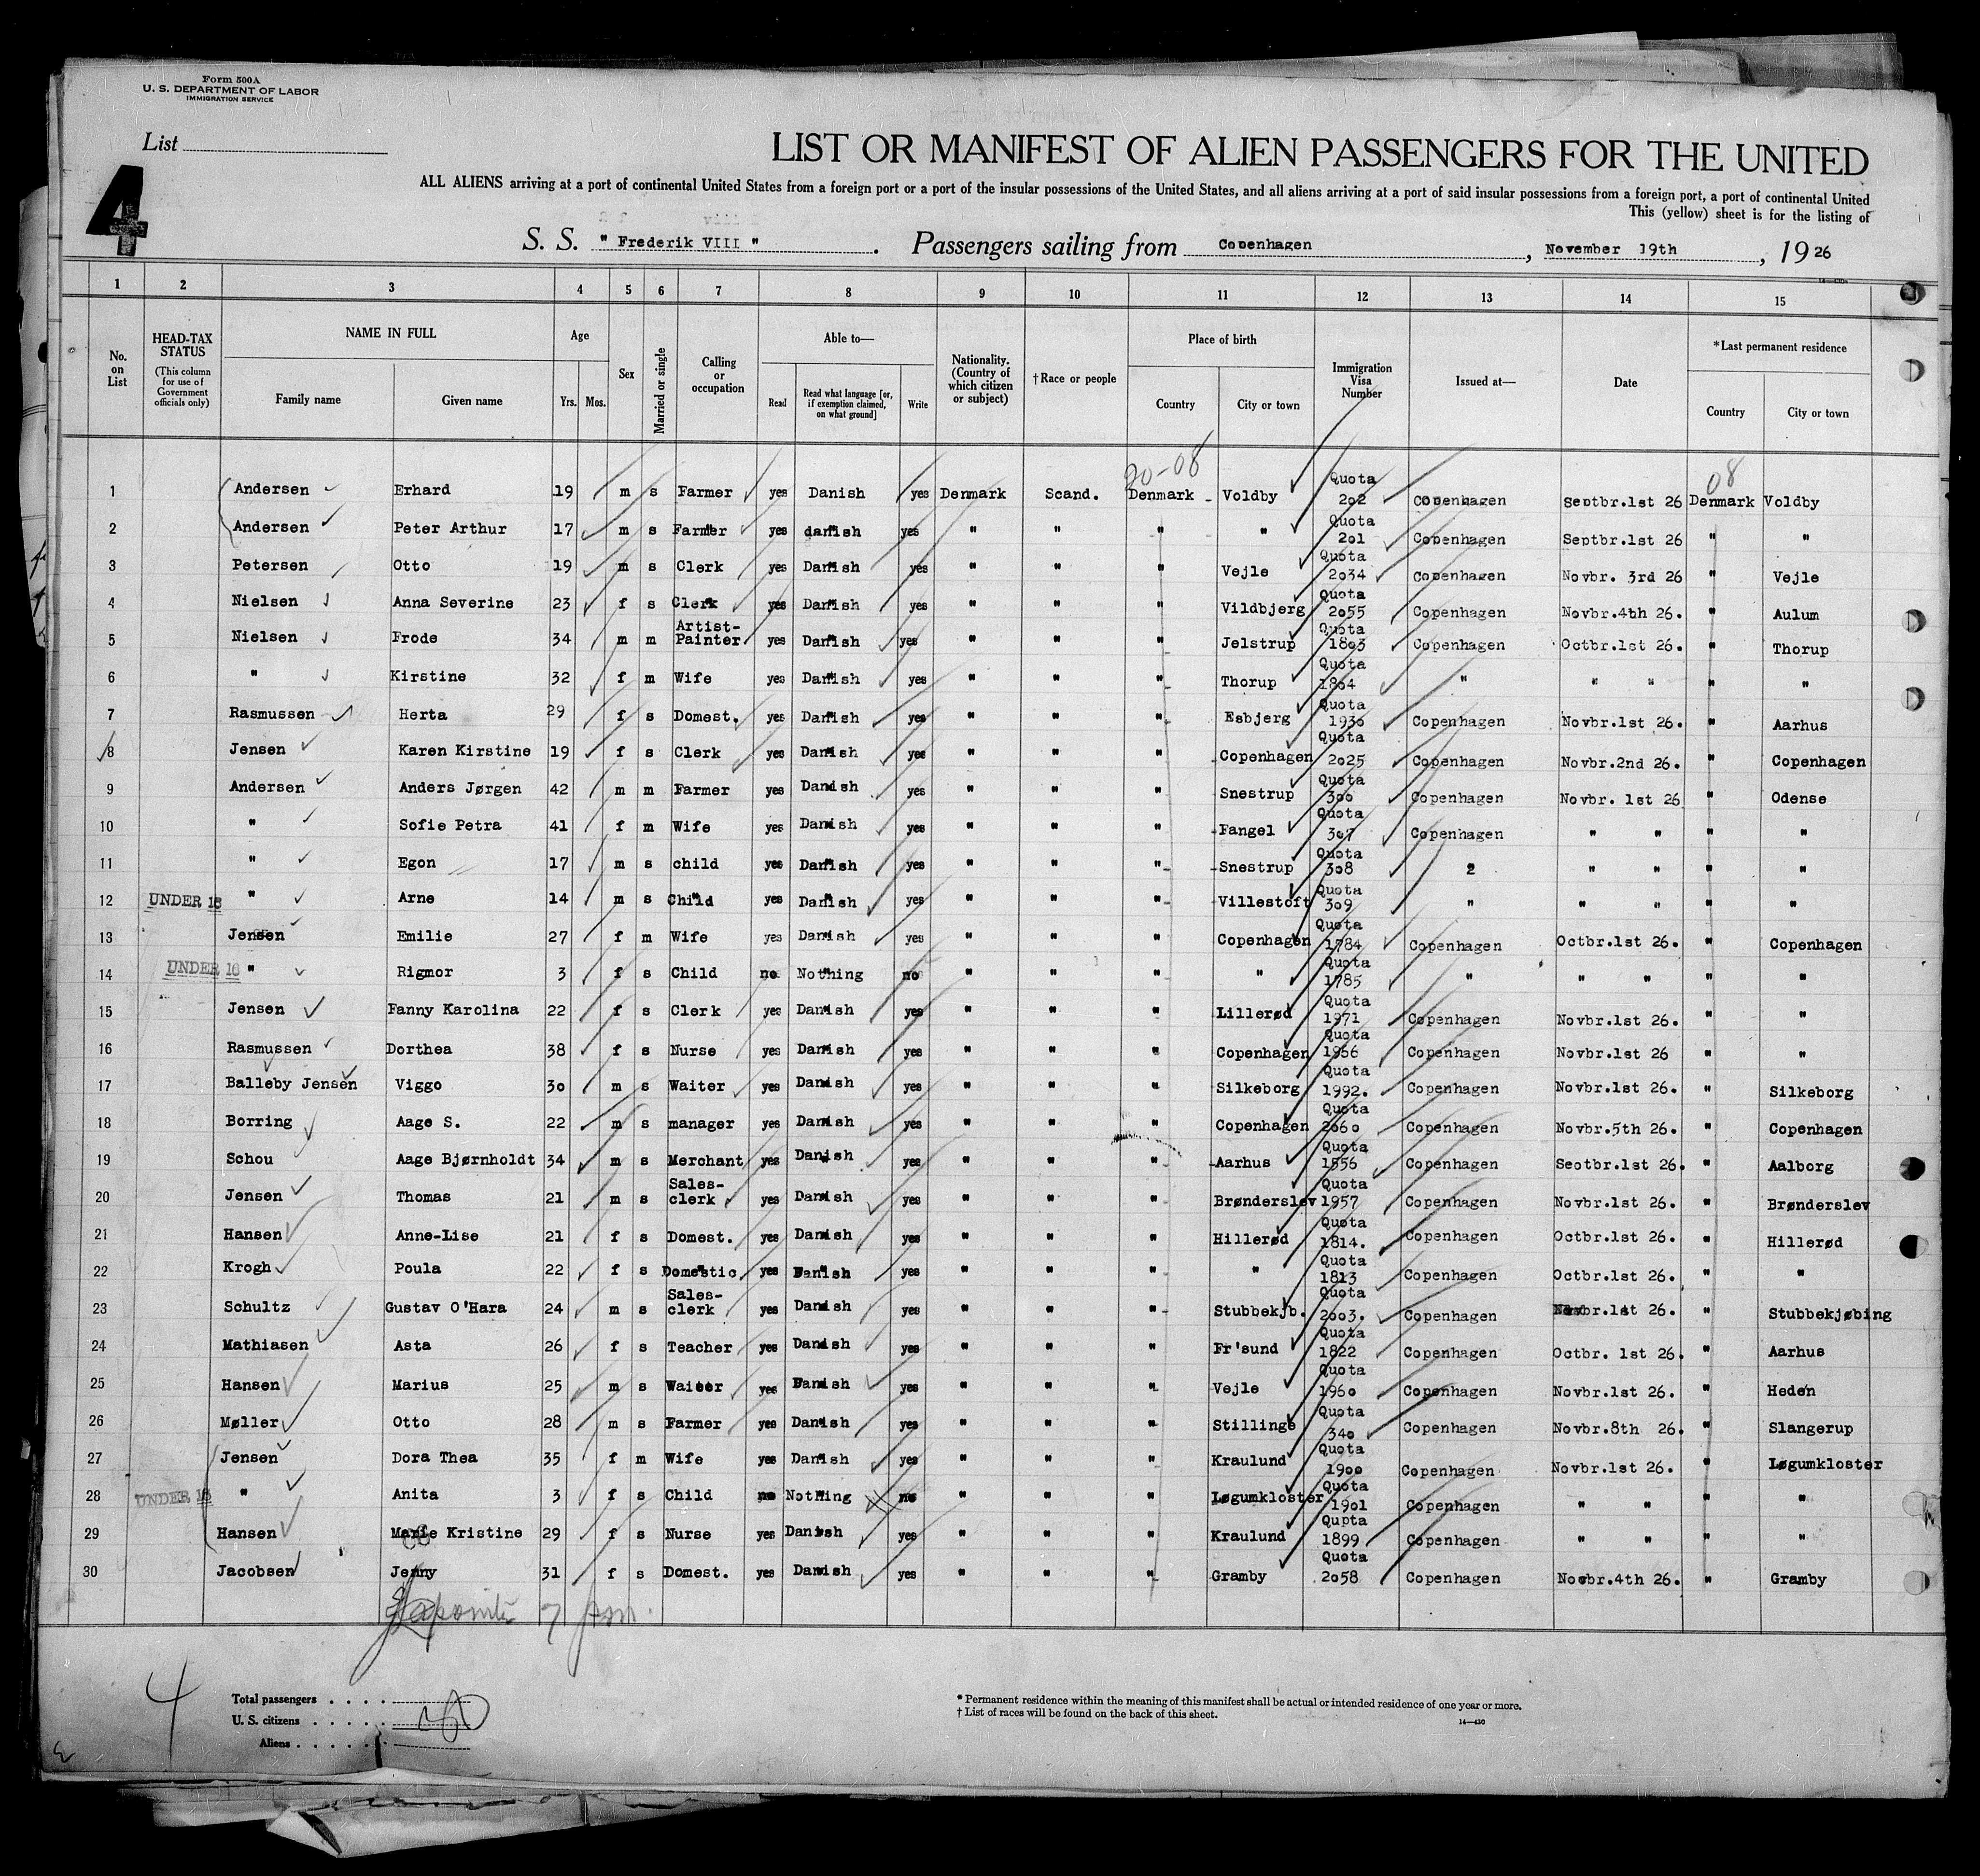 Form 500A
U. S. DEPARTMENT OF LABOR
IMMIGRATION SERVICE
List
4
LIST OR MANIFEST OF ALIEN PASSENGERS FOR THE UNITED
ALL ALIENS arriving at a port of continental United States from a foreign port or a port of the insular possessions of the United States, and all aliens arriving at a port of said insular possessions from a foreign port, a port of continental United
This (yellow) sheet is for the listing of
S. S. " Frederik VIII " . Passengers sailing from Copenhagen , November 19th , 19 26
1 2 3 4 5 6 7 8 9 10 11 12 13 14 15
No. on List
HEAD-TAX STATUS
(This column for use of Government officials only)
NAME IN FULL
Family name Given name
Age
Yrs. Mos.
Sex
Married or single
Calling or occupation
Able to—
Read
Read what language [or, if exemption claimed, on what ground]
Write
Nationality. (Country of which citizen or subject)
†Race or people
Place of birth
Country City or town
Immigration Visa Number
Issued at—
Date
*Last permanent residence
Country City or town
20-08 08
1 Andersen Erhard 19 m s Farmer yes Danish yes Denmark Scand. Denmark Voldby Quota 202 Copenhagen Septbr.1st 26 Denmark Voldby
2 Andersen Peter Arthur 17 m s Farmer yes danish yes " " " " Quota 201 Copenhagen Septbr.1st 26 " "
3 Petersen Otto 19 m s Clerk yes Danish yes " " " Vejle Quota 2034 Copenhagen Novbr. 3rd 26 " Vejle
4 Nielsen Anna Severine 23 f s Clerk yes Danish yes " " " Vildbjerg Quota 2055 Copenhagen Novbr.4th 26. " Aulum
5 Nielsen Frode 34 m m Artist-Painter yes Danish yes " " " Jelstrup Quota 1803 Copenhagen Octbr.1st 26. " Thorup
6 " Kirstine 32 f m Wife yes Danish yes " " " Thorup Quota 1804 " " " " "
7 Rasmussen Herta 29 f s Domest. yes Danish yes " " " Esbjerg Quota 1930 Copenhagen Novbr.1st 26. " Aarhus
8 Jensen Karen Kirstine 19 f s Clerk yes Danish yes " " " Copenhagen Quota 2025 Copenhagen Novbr.2nd 26. " Copenhagen
9 Andersen Anders Jørgen 42 m m Farmer yes Danish yes " " " Snestrup Quota 300 Copenhagen Novbr. 1st 26 " Odense
10 " Sofie Petra 41 f m Wife yes Danish yes " " " Fangel Quota 307 Copenhagen " " " "
11 " Egon 17 m s child yes Danish yes " " " Snestrup Quota 308 2 " " " "
12 UNDER 16 " Arne 14 m s Child yes Danish yes " " " Villestoft Quota 309 " " " " "
13 Jensen Emilie 27 f m Wife yes Danish yes " " " Copenhagen Quota 1784 Copenhagen Octbr.1st 26. " Copenhagen
14 UNDER 16 " Rigmor 3 f s Child no Nothing no " " " " Quota 1785 " " " " "
15 Jensen Fanny Karolina 22 f s Clerk yes Danish yes " " " Lillerød Quota 1971 Copenhagen Novbr.1st 26. " "
16 Rasmussen Dorthea 38 f s Nurse yes Danish yes " " " Copenhagen Quota 1956 Copenhagen Novbr.1st 26 " "
17 Balleby Jensen Viggo 30 m s Waiter yes Danish yes " " " Silkeborg Quota 1992. Copenhagen Novbr.1st 26. " Silkeborg
18 Borring Aage S. 22 m s manager yes Danish yes " " " Copenhagen Quota 2060 Copenhagen Novbr.5th 26. " Copenhagen
19 Schou Aage Bjørnholdt 34 m s Merchant yes Danish yes " " " Aarhus Quota 1556 Copenhagen Septbr.1st 26. " Aalborg
20 Jensen Thomas 21 m s Sales-clerk yes Danish yes " " " Brønderslev Quota 1957 Copenhagen Novbr.1st 26. " Brønderslev
21 Hansen Anne-Lise 21 f s Domest. yes Danish yes " " " Hillerød Quota 1814. Copenhagen Octbr.1st 26. " Hillerød
22 Krogh Poula 22 f s Domestic yes Danish yes " " " " Quota 1813 Copenhagen Octbr.1st 26. " "
23 Schultz Gustav O'Hara 24 m s Sales-clerk yes Danish yes " " " Stubbekjb. Quota 2003. Copenhagen Novbr.1st 26. " Stubbekjøbing
24 Mathiasen Asta 26 f s Teacher yes Danish yes " " " Fr'sund Quota 1822 Copenhagen Octbr. 1st 26. " Aarhus
25 Hansen Marius 25 m s Waiter yes Danish yes " " " Vejle Quota 1960 Copenhagen Novbr.1st 26. " Heden
26 Møller Otto 28 m s Farmer yes Danish yes " " " Stillinge Quota 340 Copenhagen Novbr.8th 26. " Slangerup
27 Jensen Dora Thea 35 f m Wife yes Danish yes " " " Kraulund Quota 1900 Copenhagen Novbr.1st 26. " Løgumkloster
28 UNDER 16 " Anita 3 f s Child no Nothing no " " " Løgumkloster Quota 1901 Copenhagen " " " "
29 Hansen Marie Kristine 29 f s Nurse yes Danish yes " " " Kraulund Qupta 1899 Copenhagen " " " "
30 Jacobsen Jenny 31 f s Domest. yes Danish yes " " " Gramby Quota 2058 Copenhagen Novbr.4th 26. " Gramby
4
Total passengers . . . .
U. S. citizens . . . . .
Aliens . . . . . .
30
* Permanent residence within the meaning of this manifest shall be actual or intended residence of one year or more.
† List of races will be found on the back of this sheet.
14—430